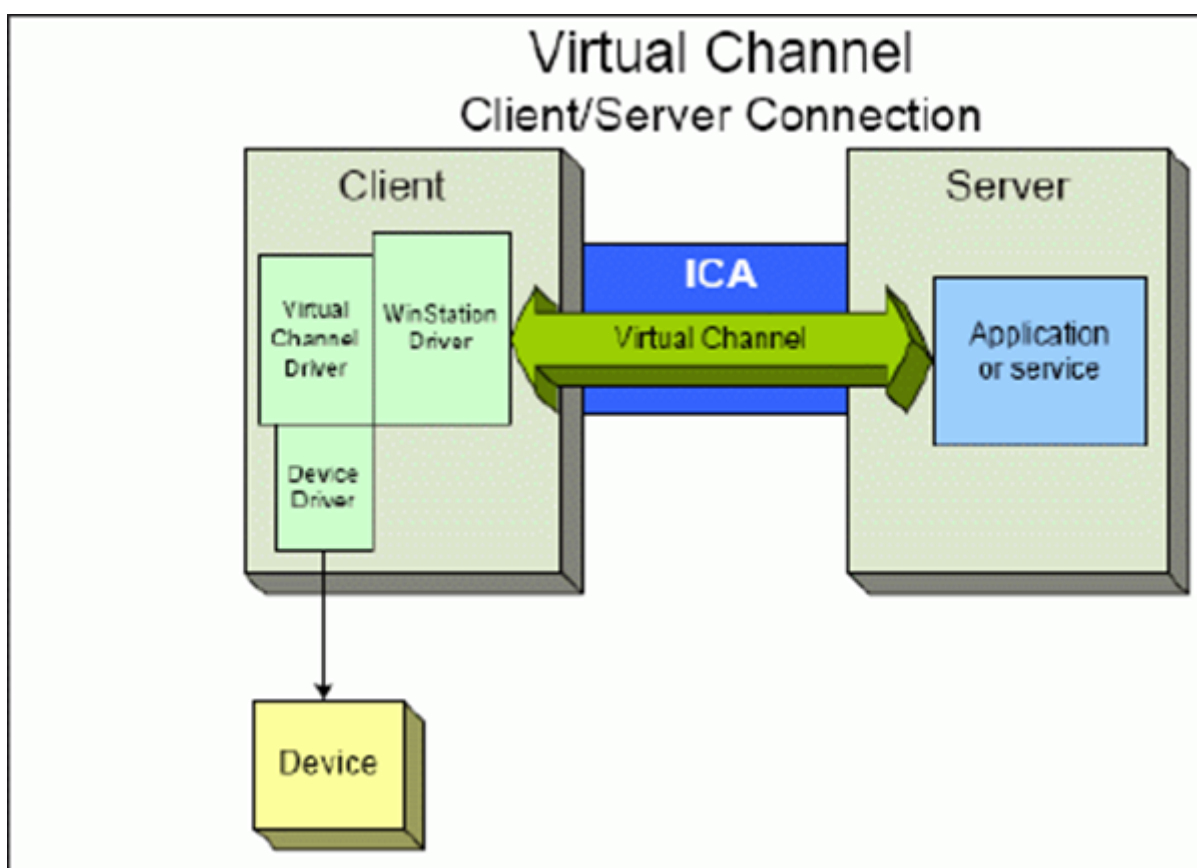 Virtual Channel
Client/Server Connection
Client
Server
ICA
Virtual
Channel
Driver
WinStation
Driver
Virtual Channel
Application
or service
Device
Driver
Device